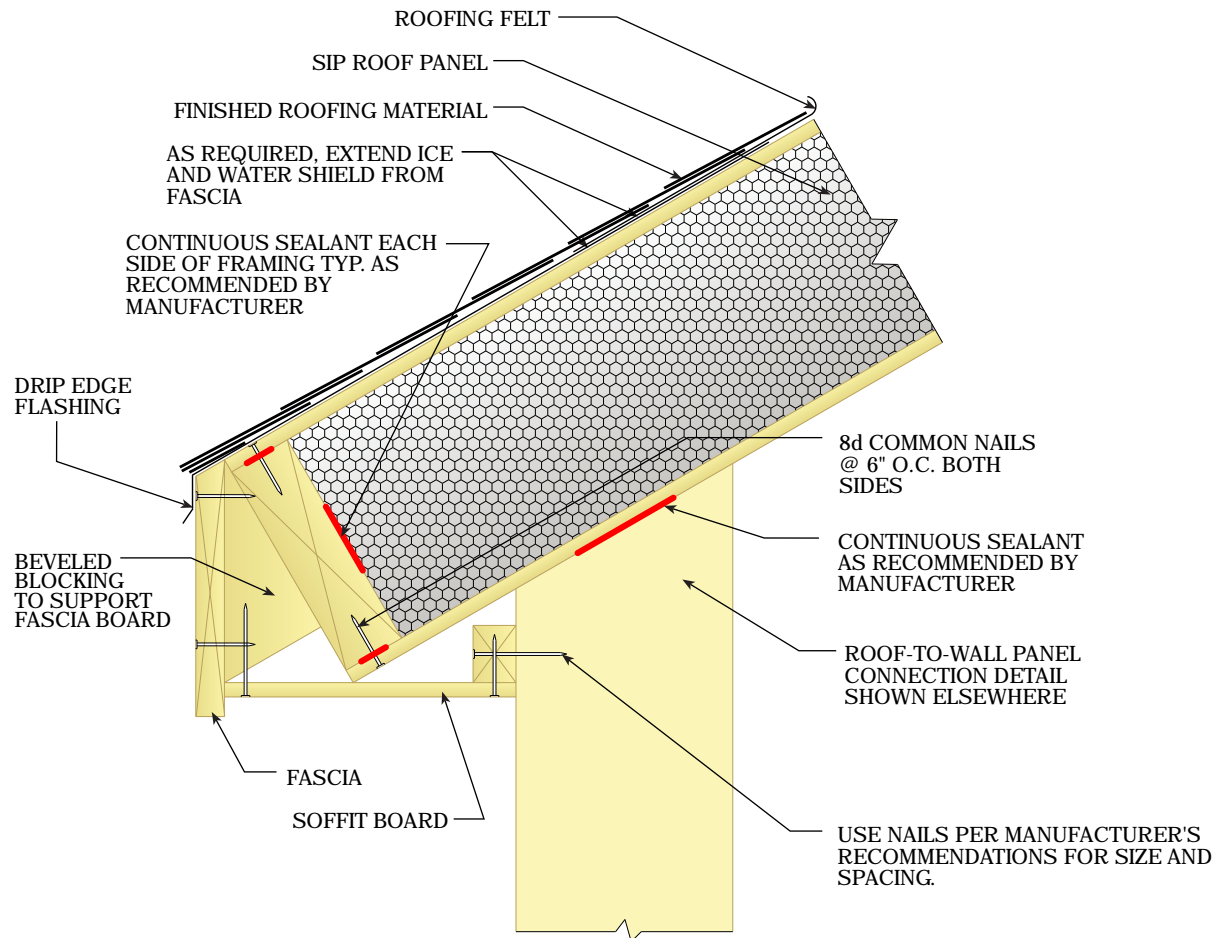 ROOFING FELT
SIP ROOF PANEL
FINISHED ROOFING MATERIAL
AS REQUIRED, EXTEND ICE
AND WATER SHIELD FROM
FASCIA
CONTINUOUS SEALANT EACH
SIDE OF FRAMING TYP. AS
RECOMMENDED BY
MANUFACTURER
DRIP EDGE
FLASHING
8d COMMON NAILS
@ 6" O.C. BOTH
SIDES
CONTINUOUS SEALANT
AS RECOMMENDED BY
MANUFACTURER
BEVELED
BLOCKING
TO SUPPORT
FASCIA BOARD
ROOF-TO-WALL PANEL
CONNECTION DETAIL
SHOWN ELSEWHERE
FASCIA
SOFFIT BOARD
USE NAILS PER MANUFACTURER'S
RECOMMENDATIONS FOR SIZE AND
SPACING.